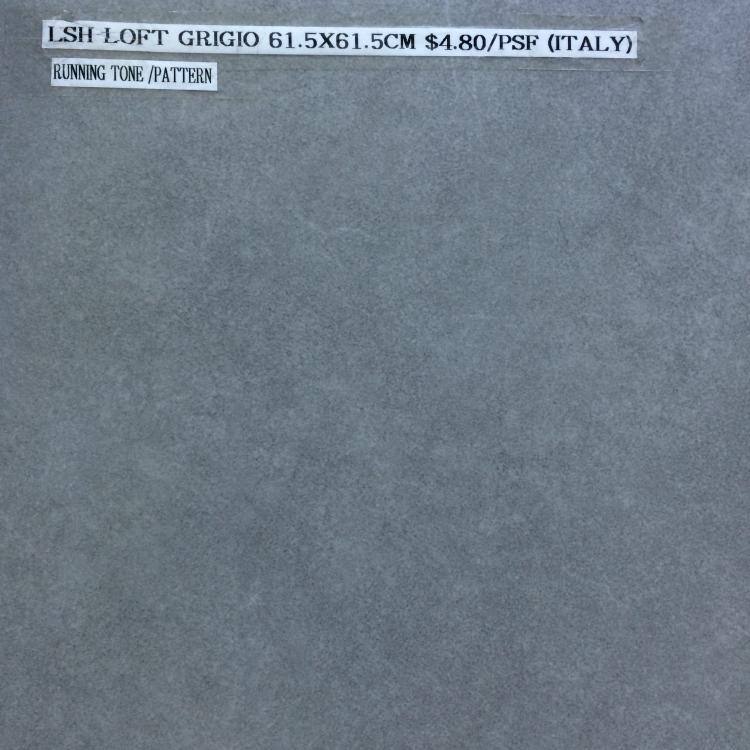 LSH LOFT GRIGIO 61.5X61.5CM $4.80/PSF (ITALY)
RUNNING TONE /PATTERN